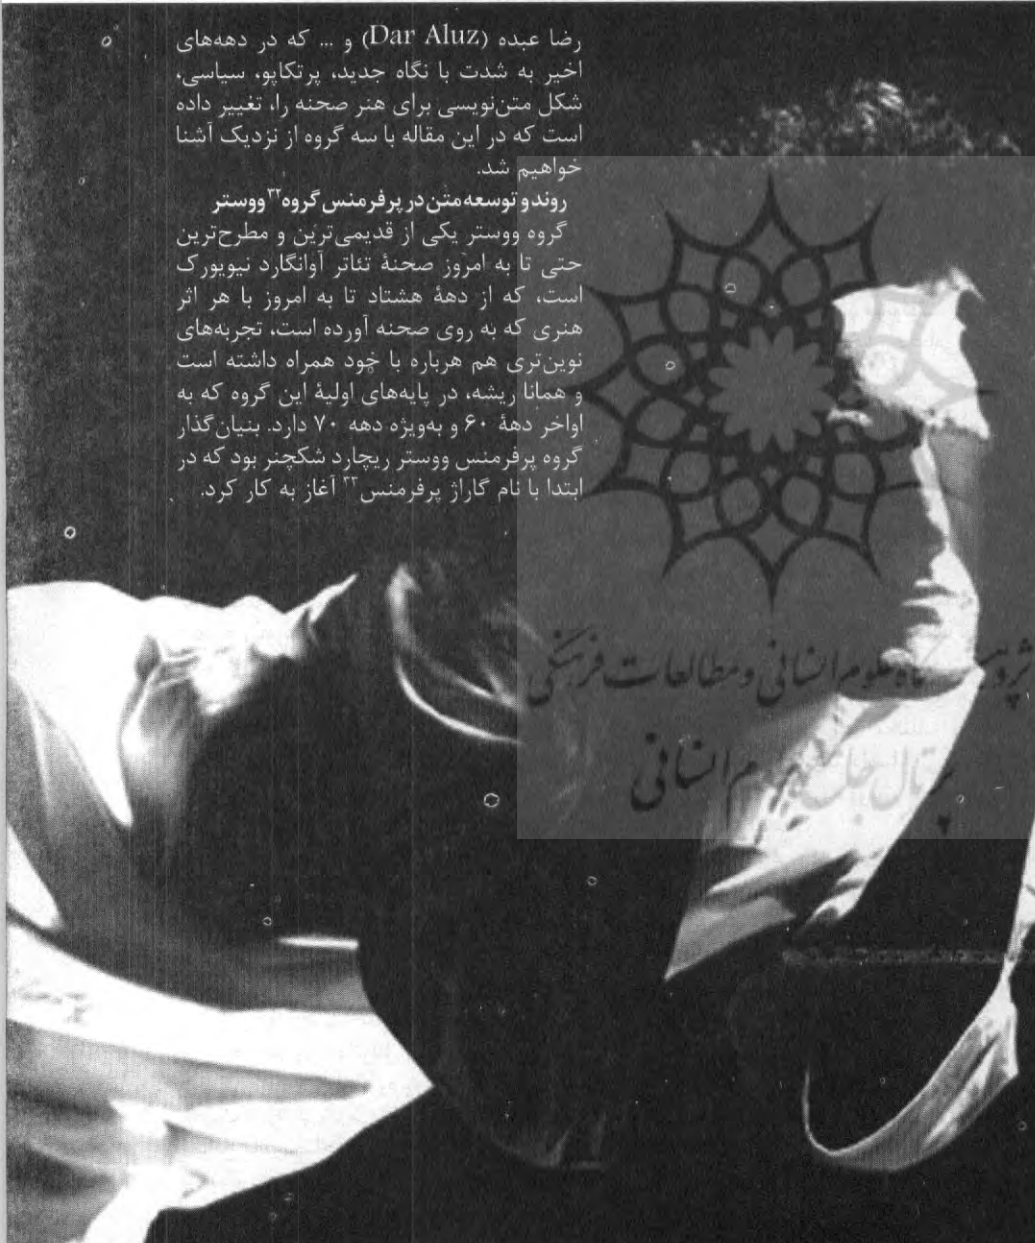 رضا عبده (Dar Aluz) و ... که در دهه‌های
اخیر به شدت با نگاه جدید، پرتکاپو، سیاسی،
شکل متن‌نویسی برای هنر صحنه را، تغییر داده
است که در این مقاله با سه گروه از نزدیک آشنا
خواهیم شد.
روند و توسعه متن در پرفرمنس گروه۳۲ ووستر
گروه ووستر یکی از قدیمی‌ترین و مطرح‌ترین
حتی تا به امروز صحنهٔ تئاتر آوانگارد نیویورک
است، که از دههٔ هشتاد تا به امروز با هر اثر
هنری که به روی صحنه آورده است، تجربه‌های
نوین‌تری هم هرباره با خود همراه داشته است
و همانا ریشه، در پایه‌های اولیهٔ این گروه که به
اواخر دههٔ ۶۰ و به‌ویژه دهه ۷۰ دارد. بنیان‌گذار
گروه پرفرمنس ووستر ریچارد شکچنر بود که در
ابتدا با نام گاراژ پرفرمنس۳۳ آغاز به کار کرد.
علوم انسانی و مطالعات فرهنگی
انسانی